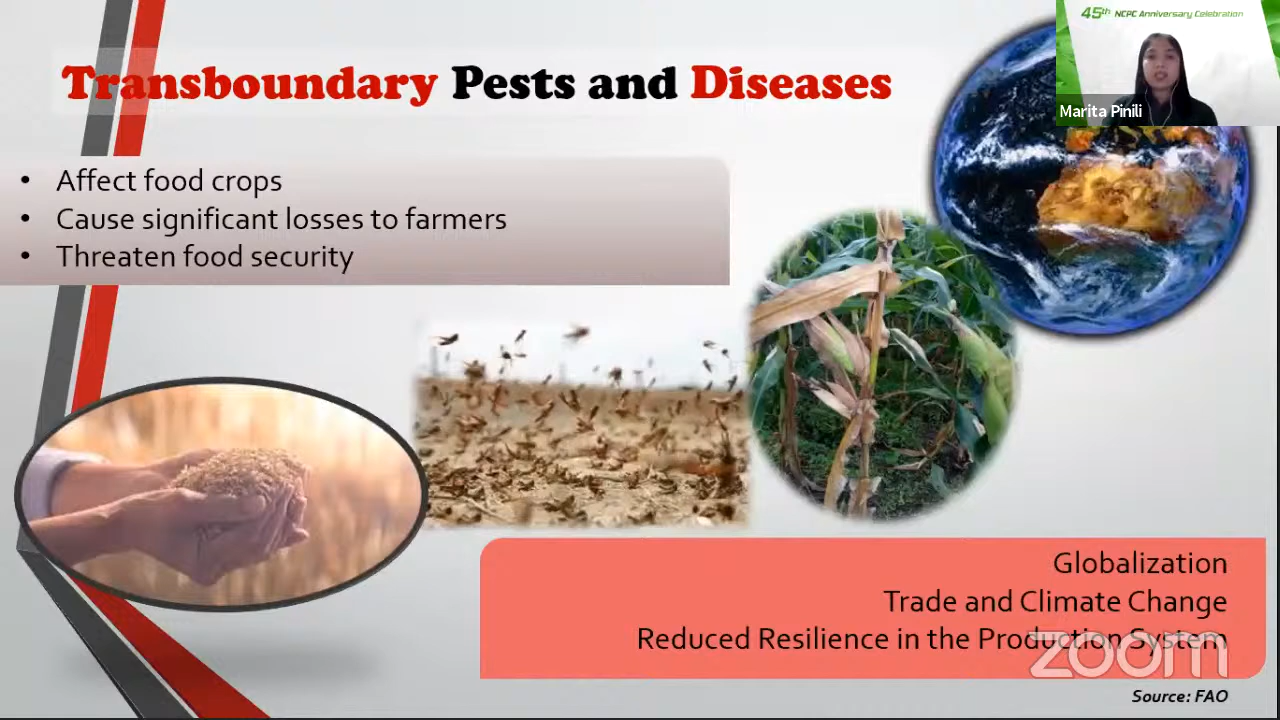 45th NCPC Anniversary Celebration
Marita Pinili
Transboundary Pests and Diseases
• Affect food crops
• Cause significant losses to farmers
• Threaten food security
Globalization
Trade and Climate Change
Reduced Resilience in the Production System
zoom
Source: FAO